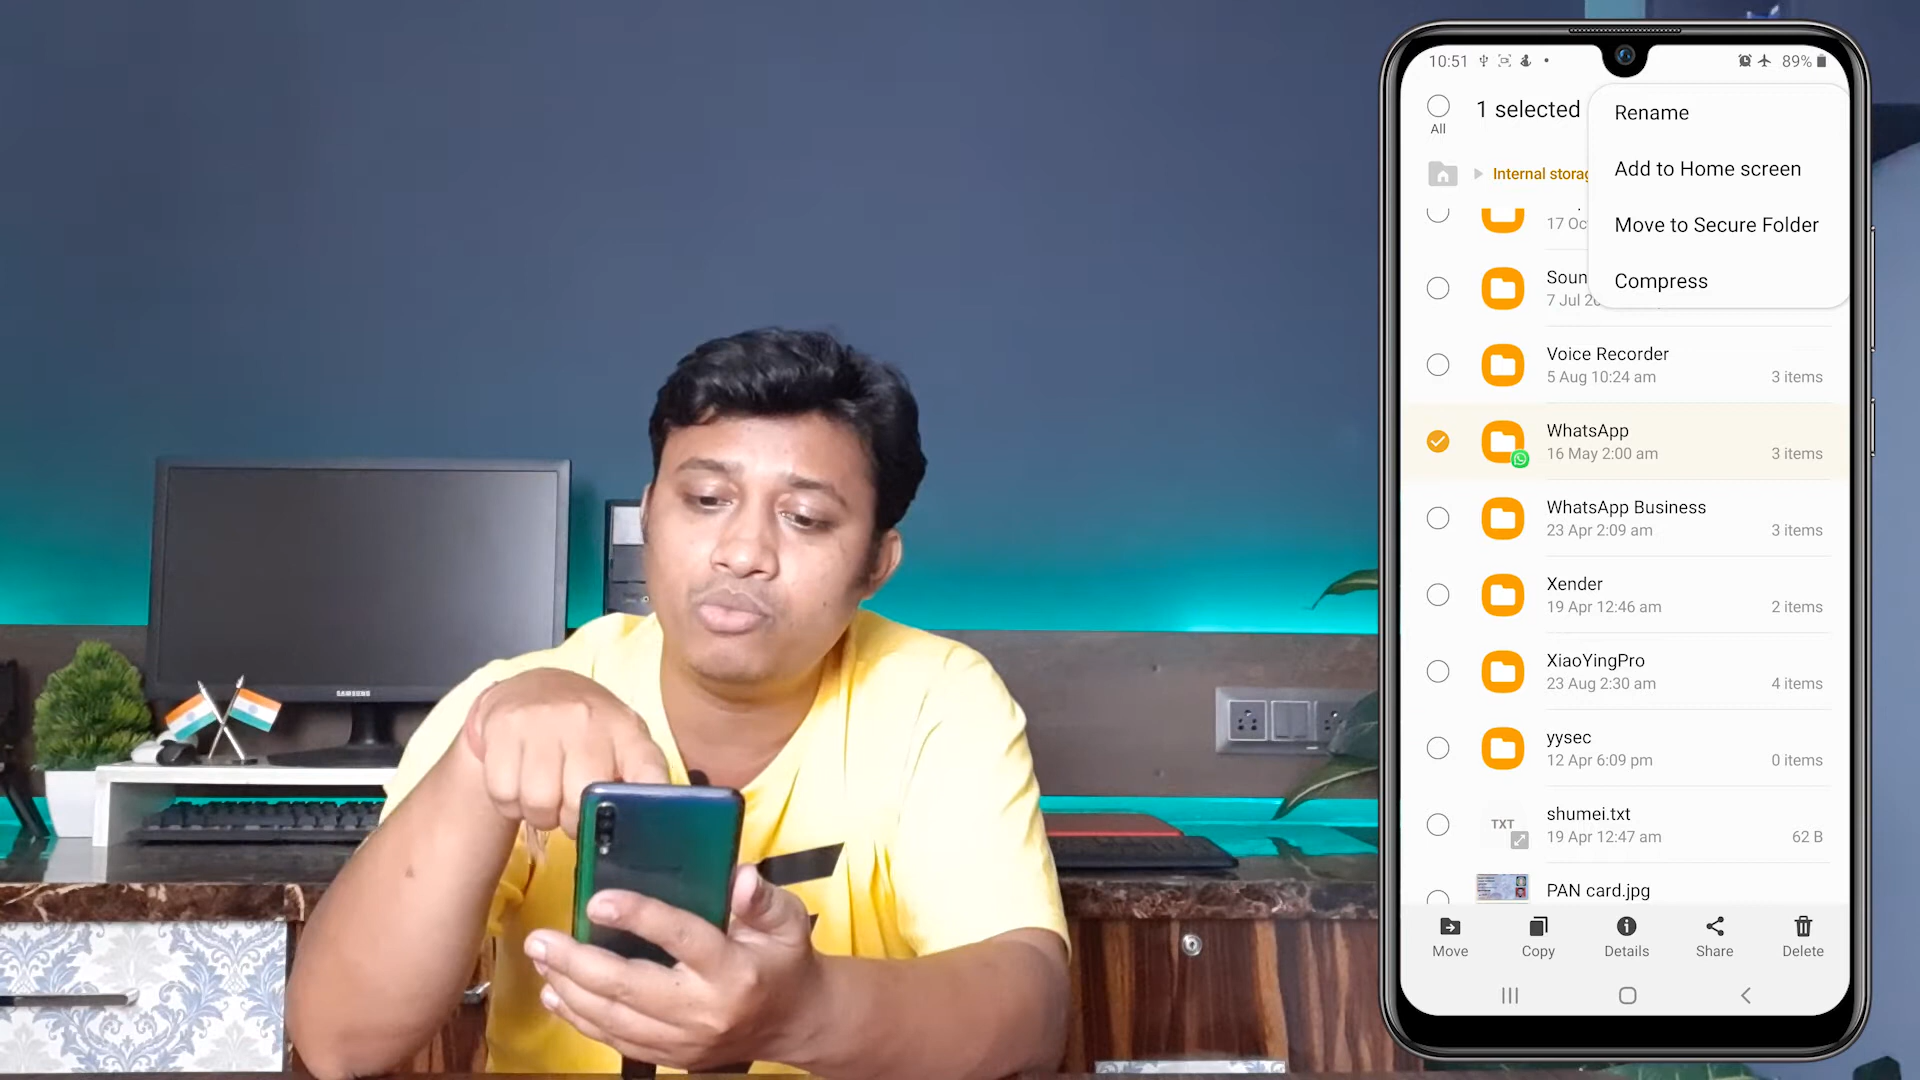 10:51
89%
All
1 selected
Rename
Add to Home screen
Move to Secure Folder
Compress
Internal storag
17 Oc
Soun
7 Jul 20
Voice Recorder
5 Aug 10:24 am
3 items
WhatsApp
16 May 2:00 am
3 items
WhatsApp Business
23 Apr 2:09 am
3 items
Xender
19 Apr 12:46 am
2 items
XiaoYingPro
23 Aug 2:30 am
4 items
yysec
12 Apr 6:09 pm
0 items
TXT
shumei.txt
19 Apr 12:47 am
62 B
PAN card.jpg
Move
Copy
Details
Share
Delete
SAMSUNG